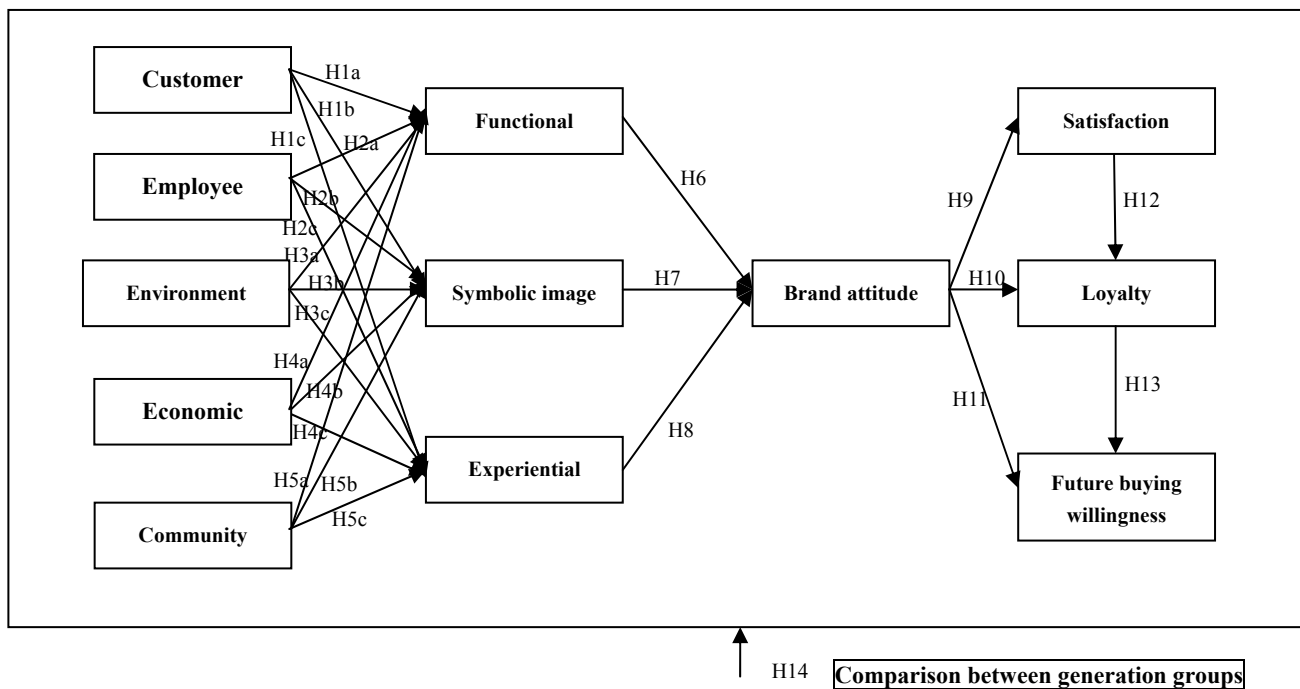 Customer
H1a
H1b
Functional
Satisfaction
H1c
H2a
Employee
H6
H2b
H9
H12
H2c
H3a
Environment
H3b
Symbolic image
H7
Brand attitude
H10
Loyalty
H3c
H4a
H4b
H13
Economic
H11
H4c
H8
Experiential
H5a
H5b
Future buying
willingness
H5c
Community
H14
Comparison between generation groups